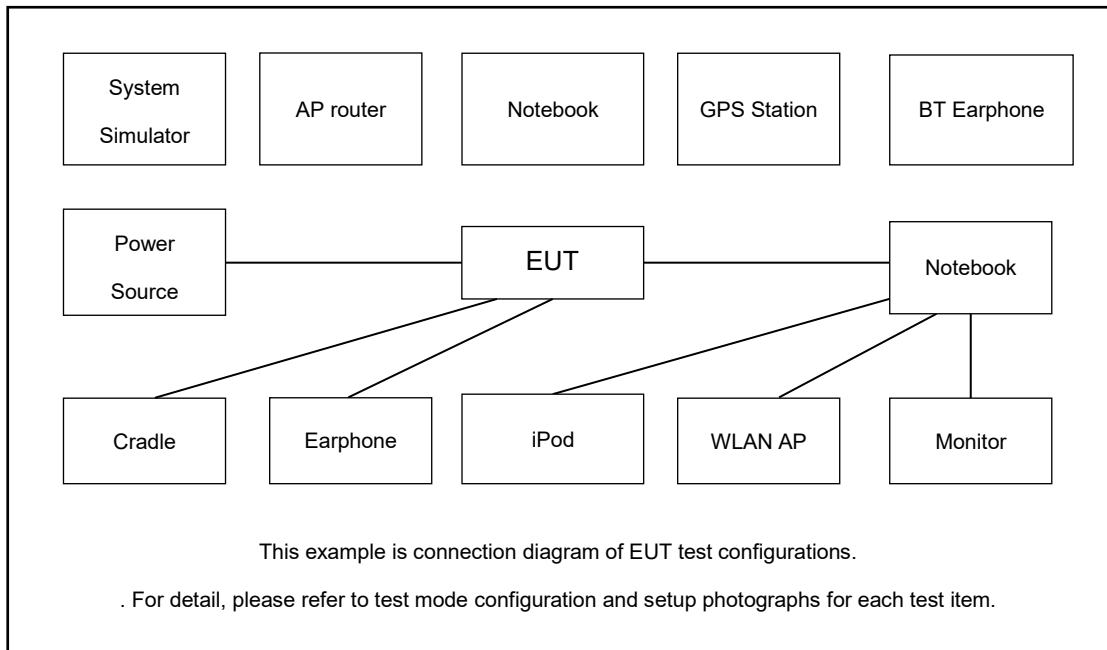 System
Simulator
AP router
Notebook
GPS Station
BT Earphone
Power
Source
EUT
Notebook
Cradle
Earphone
iPod
WLAN AP
Monitor
This example is connection diagram of EUT test configurations.
. For detail, please refer to test mode configuration and setup photographs for each test item.